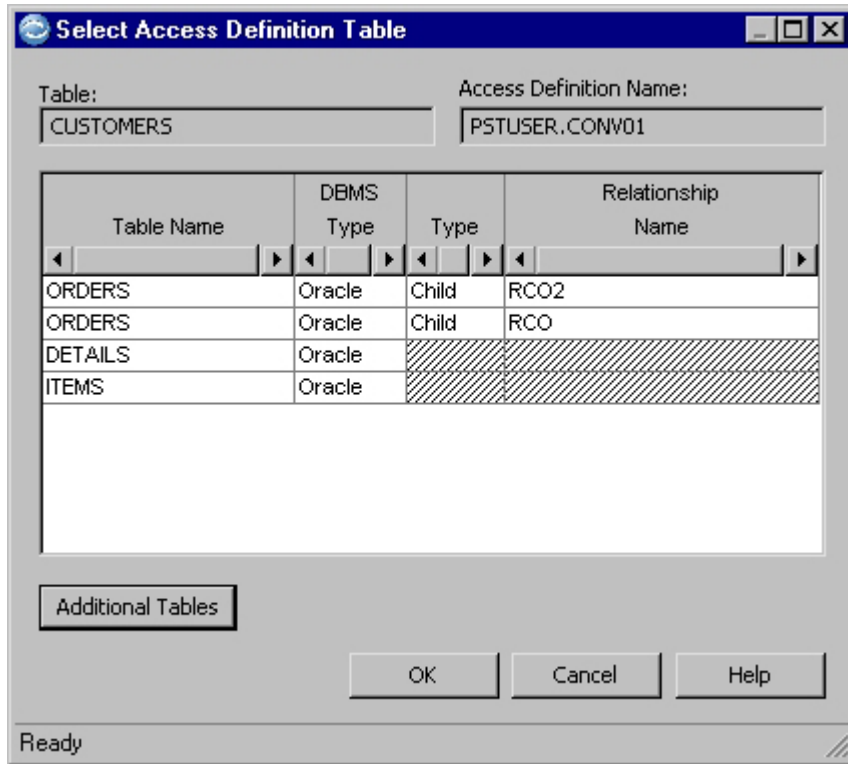 Select Access Definition Table
Table:
Access Definition Name:
CUSTOMERS
PSTUSER.CONV01
Table Name
DBMS Type
Type
Relationship Name
ORDERS Oracle Child RCO2
ORDERS Oracle Child RCO
DETAILS Oracle
ITEMS Oracle
Additional Tables
OK
Cancel
Help
Ready